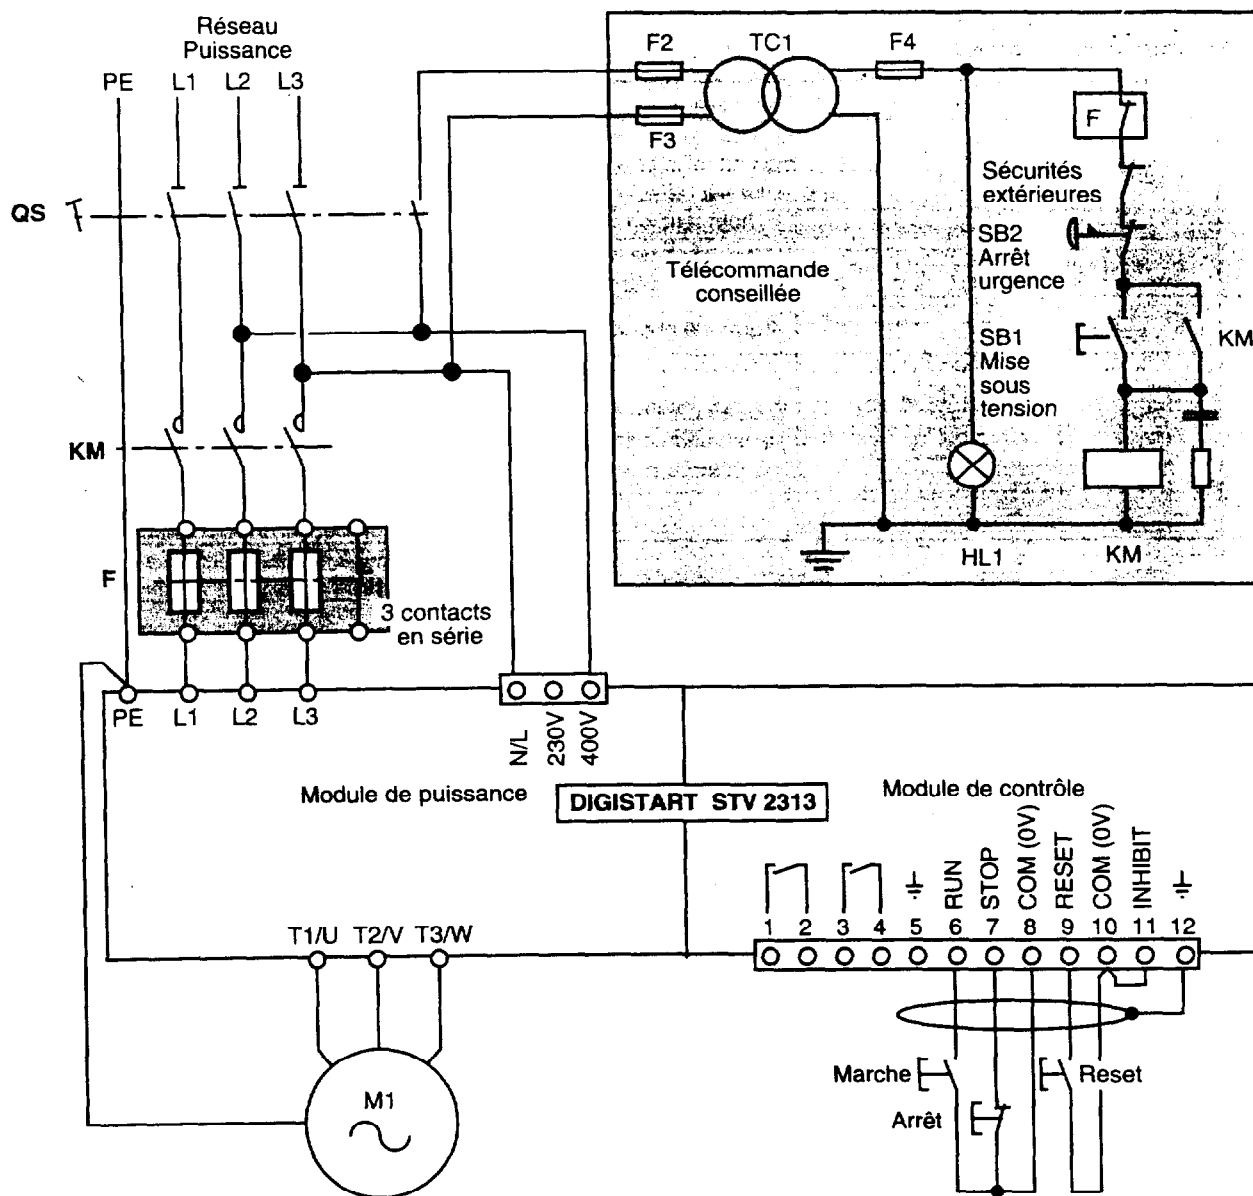 Réseau
Puissance
PE L1 L2 L3
QS
KM
F
3 contacts
en série
F2 TC1 F4
F3
F
Sécurités
extérieures
SB2
Arrêt
urgence
Télécommande
conseillée
SB1
Mise
sous
tension
KM
HL1 KM
PE L1 L2 L3
N/L
230V
400V
Module de puissance
DIGISTART STV 2313
Module de contrôle
RUN
STOP
COM (0V)
RESET
COM (0V)
INHIBIT
1 2 3 4 5 6 7 8 9 10 11 12
T1/U T2/V T3/W
M1
Marche
Reset
Arrêt